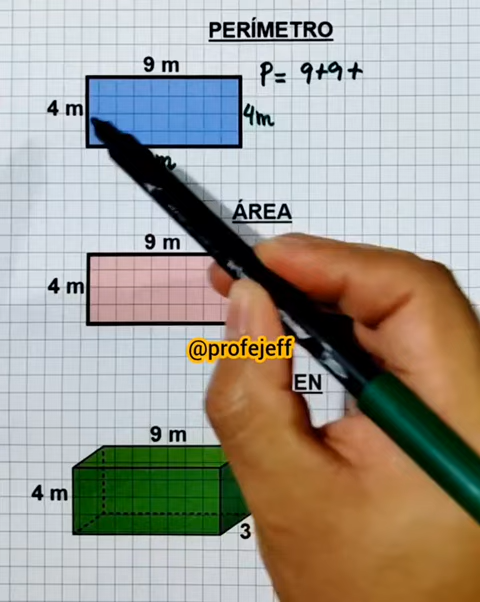 PERÍMETRO
9 m
P= 9+9+
4 m
4m
m
ÁREA
9 m
4 m
@profejeff
EN
9 m
4 m
3